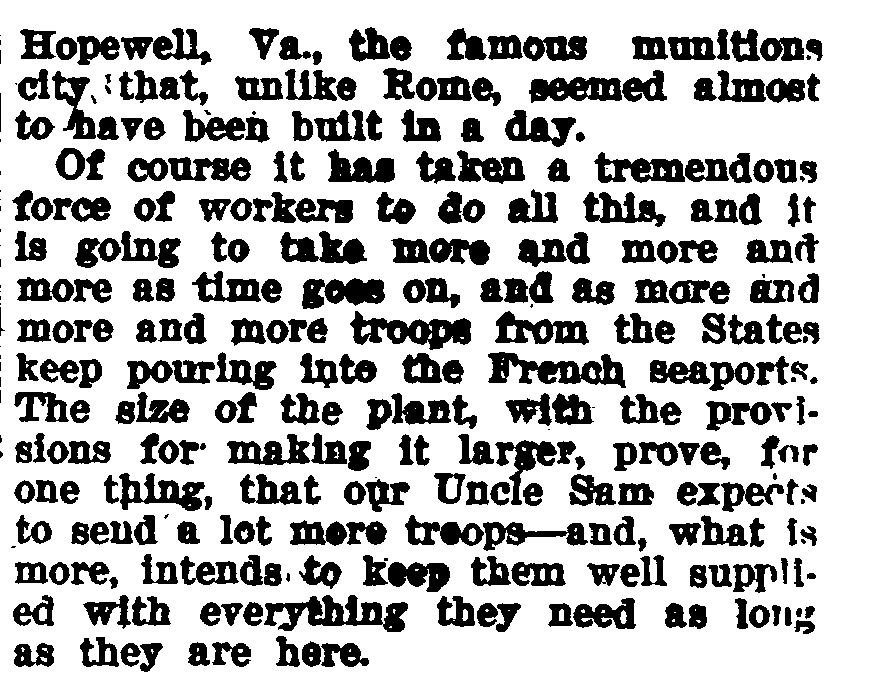 Hopewell, Va., the famous munitions
city, that, unlike Rome, seemed almost
to have been built in a day.
Of course it has taken a tremendous
force of workers to do all this, and it
is going to take more and more and
more as time goes on, and as more and
more and more troops from the States
keep pouring into the French seaports.
The size of the plant, with the provi-
sions for making it larger, prove, for
one thing, that our Uncle Sam expects
to send a lot more troops—and, what is
more, intends to keep them well suppli-
ed with everything they need as long
as they are here.